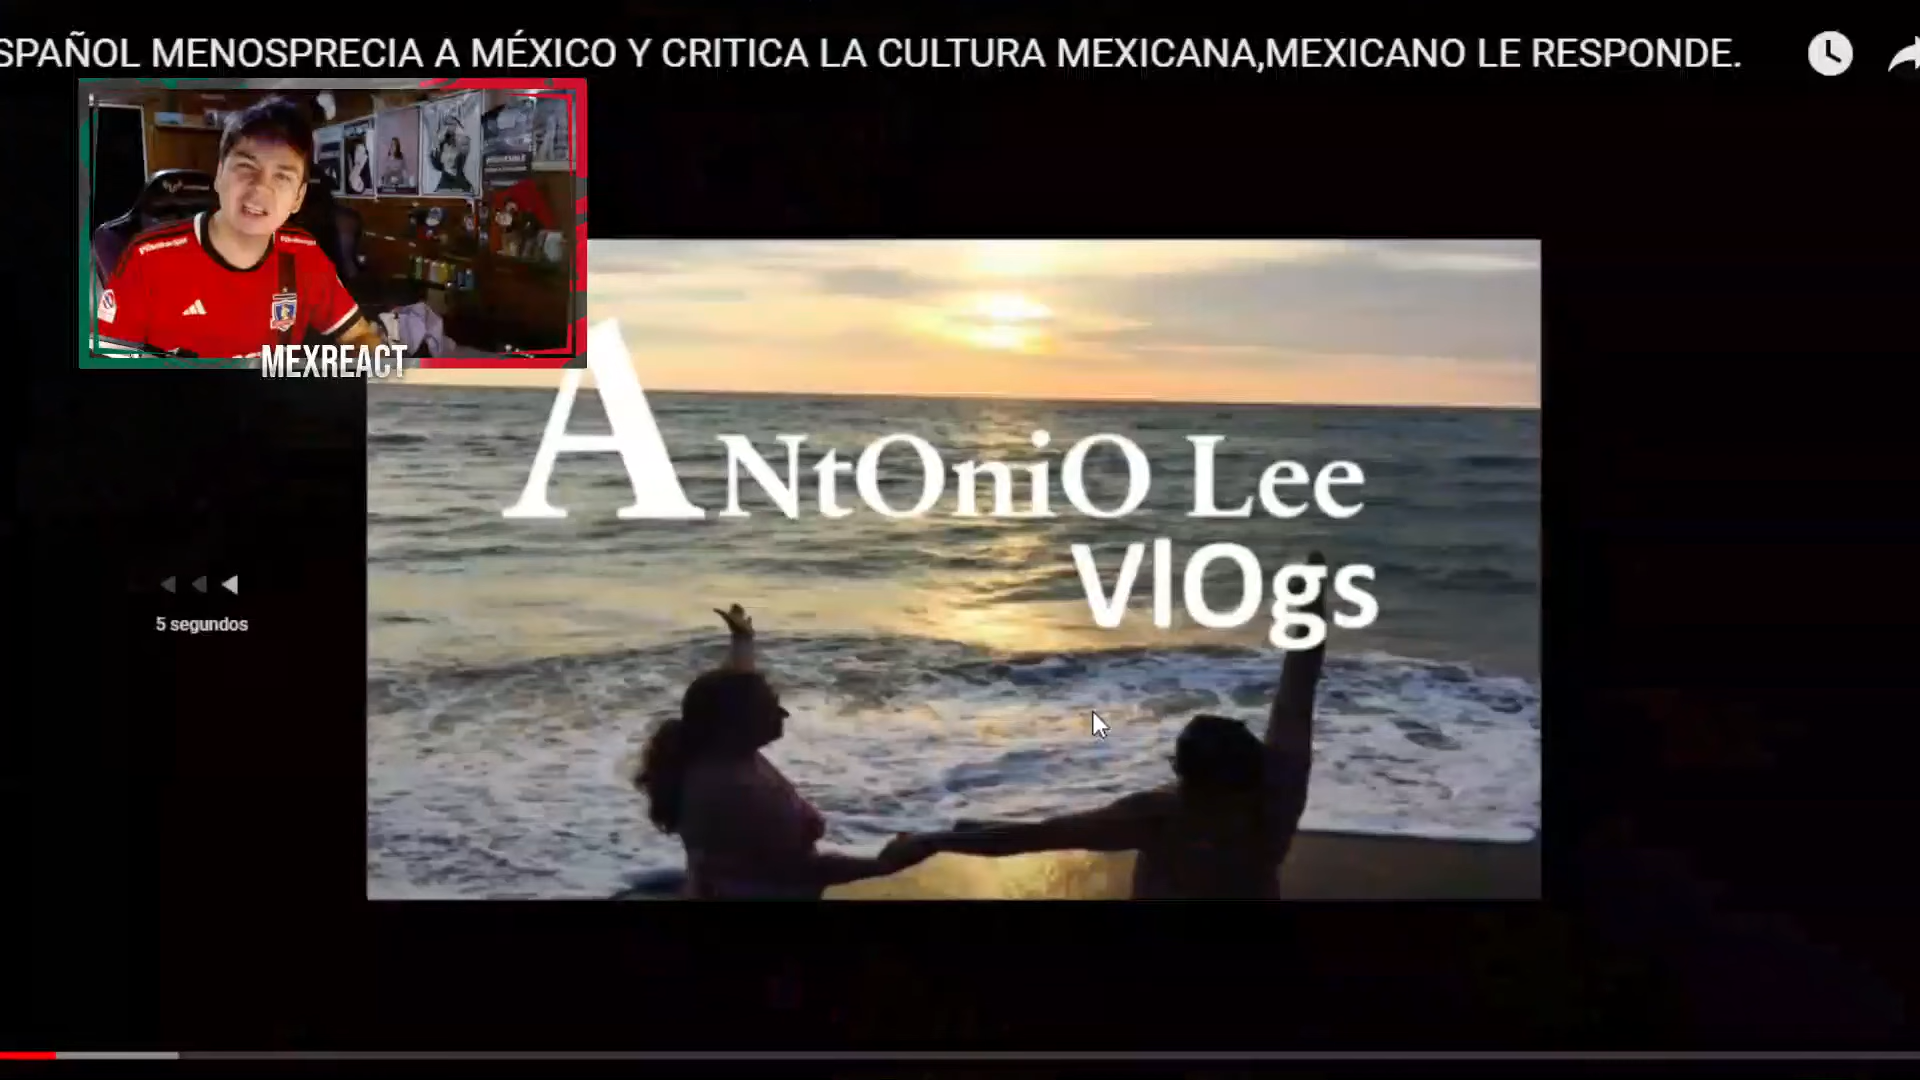 SPAÑOL MENOSPRECIA A MÉXICO Y CRITICA LA CULTURA MEXICANA,MEXICANO LE RESPONDE.
MEXREACT
ANtOniO Lee
VlOgs
5 segundos